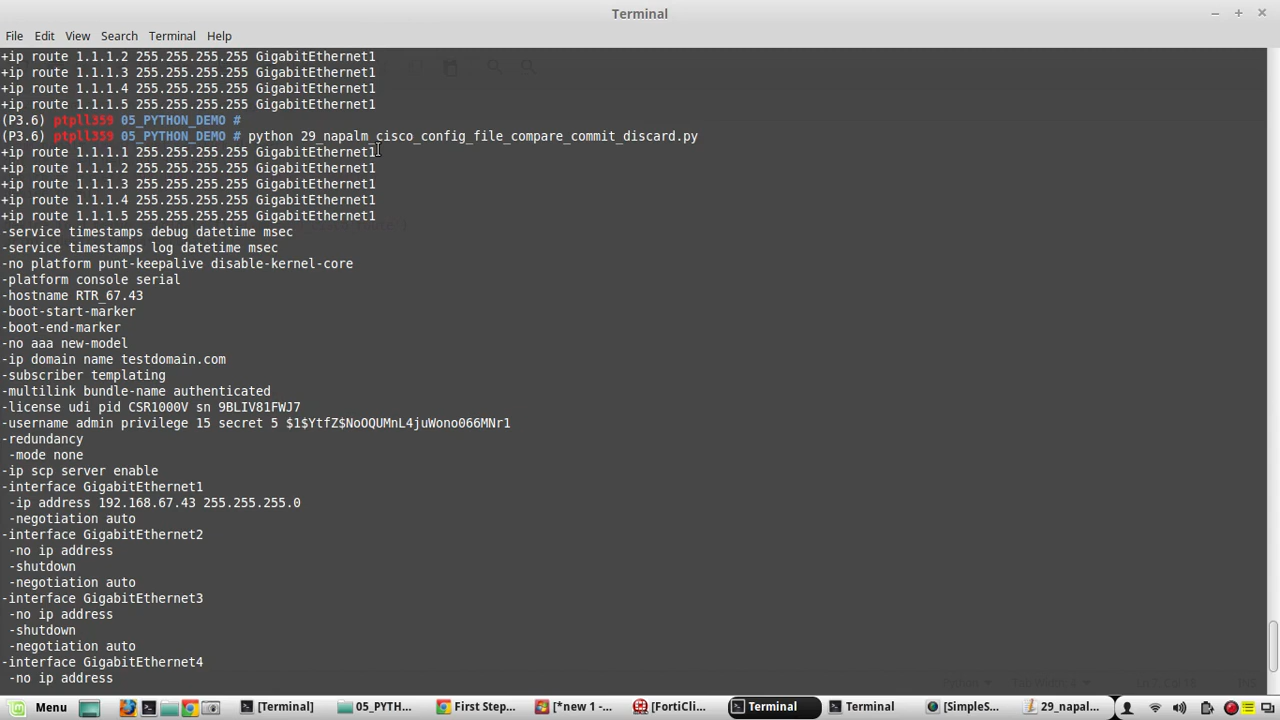 Terminal
File Edit View Search Terminal Help
+ip route 1.1.1.2 255.255.255.255 GigabitEthernet1
+ip route 1.1.1.3 255.255.255.255 GigabitEthernet1
+ip route 1.1.1.4 255.255.255.255 GigabitEthernet1
+ip route 1.1.1.5 255.255.255.255 GigabitEthernet1
(P3.6) ptpll359 05_PYTHON_DEMO #
(P3.6) ptpll359 05_PYTHON_DEMO # python 29_napalm_cisco_config_file_compare_commit_discard.py
+ip route 1.1.1.1 255.255.255.255 GigabitEthernet1
+ip route 1.1.1.2 255.255.255.255 GigabitEthernet1
+ip route 1.1.1.3 255.255.255.255 GigabitEthernet1
+ip route 1.1.1.4 255.255.255.255 GigabitEthernet1
+ip route 1.1.1.5 255.255.255.255 GigabitEthernet1
-service timestamps debug datetime msec
-service timestamps log datetime msec
-no platform punt-keepalive disable-kernel-core
-platform console serial
-hostname RTR_67.43
-boot-start-marker
-boot-end-marker
-no aaa new-model
-ip domain name testdomain.com
-subscriber templating
-multilink bundle-name authenticated
-license udi pid CSR1000V sn 9BLIV81FWJ7
-username admin privilege 15 secret 5 $1$YtfZ$NoOQUMnL4juWono066MNr1
-redundancy
 -mode none
-ip scp server enable
-interface GigabitEthernet1
 -ip address 192.168.67.43 255.255.255.0
 -negotiation auto
-interface GigabitEthernet2
 -no ip address
 -shutdown
 -negotiation auto
-interface GigabitEthernet3
 -no ip address
 -shutdown
 -negotiation auto
-interface GigabitEthernet4
 -no ip address
Menu [Terminal] 05_PYTH... First Step... [*new 1 -... [FortiCli... Terminal Terminal [SimpleS... 29_napal...